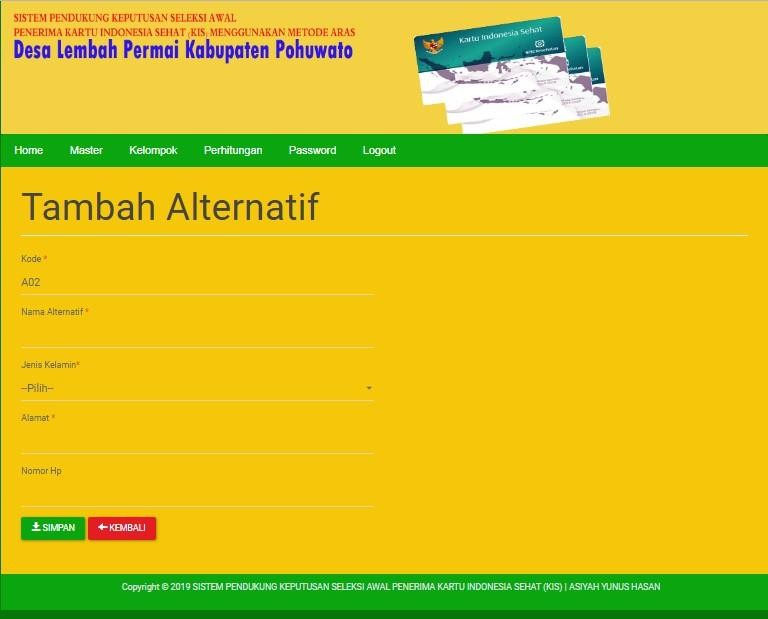 SISTEM PENDUKUNG KEPUTUSAN SELEKSI AWAL
PENERIMA KARTU INDONESIA SEHAT (KIS) MENGGUNAKAN METODE ARAS
Desa Lembah Permai Kabupaten Pohuwato
Kartu Indonesia Sehat
Home Master Kelompok Perhitungan Password Logout
Tambah Alternatif
Kode *
A02
Nama Alternatif *
Jenis Kelamin*
--Pilih--
Alamat *
Nomor Hp
SIMPAN KEMBALI
Copyright © 2019 SISTEM PENDUKUNG KEPUTUSAN SELEKSI AWAL PENERIMA KARTU INDONESIA SEHAT (KIS) | ASIYAH YUNUS HASAN